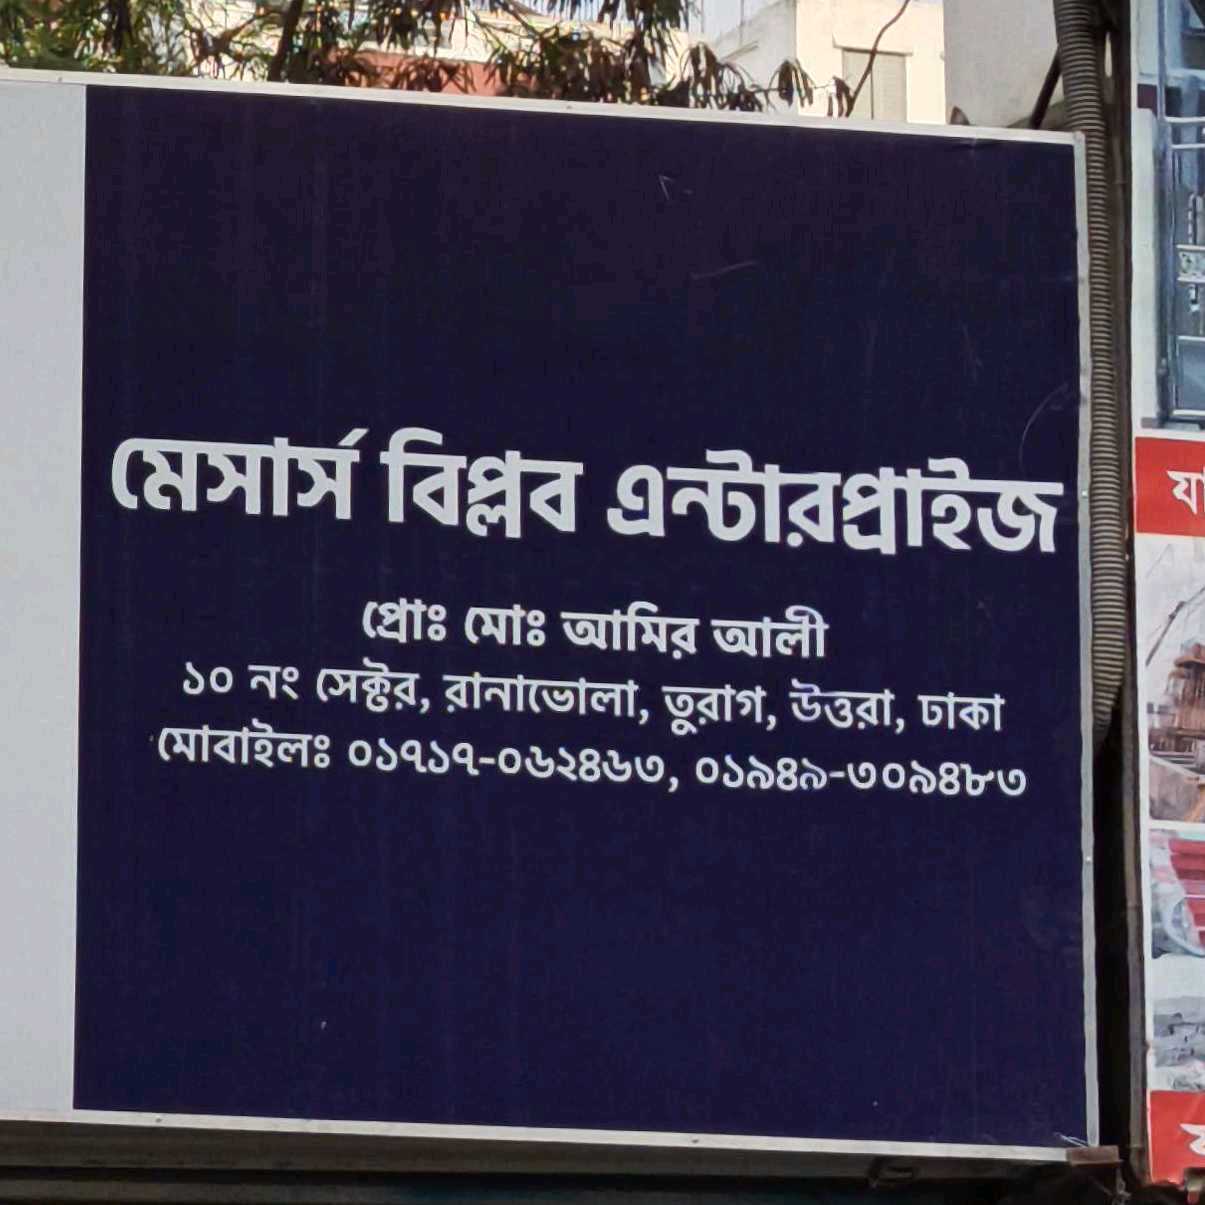 মেসার্স বিপ্লব এন্টারপ্রাইজ
প্রোঃ মোঃ আমির আলী
১০ নং সেক্টর, রানাভোলা, তুরাগ, উত্তরা, ঢাকা
মোবাইলঃ ০১৭১৭-০৬২৪৬৩, ০১৯৪৯-৩০৯৪৮৩